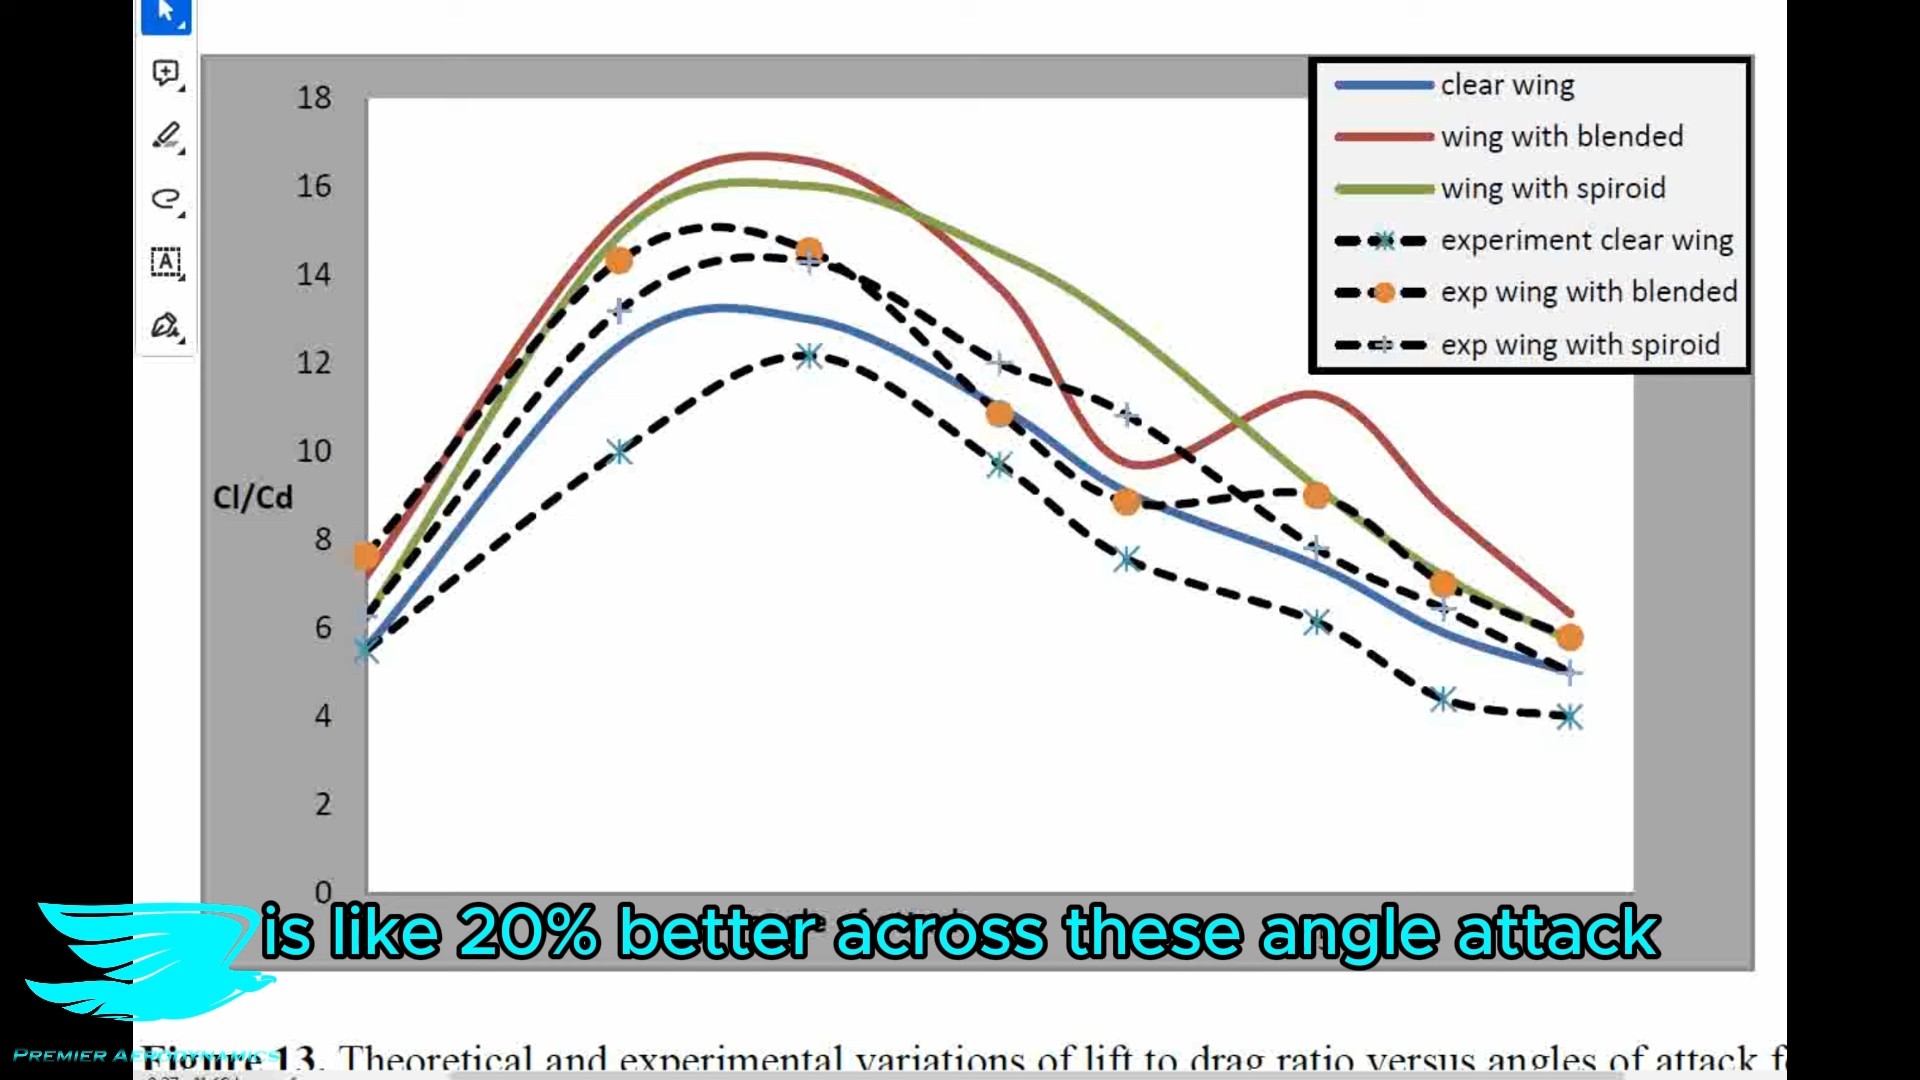 18
16
14
12
10
8
6
4
2
0
Cl/Cd
clear wing
wing with blended
wing with spiroid
experiment clear wing
exp wing with blended
exp wing with spiroid
A
is like 20% better across these angle attack
PREMIER AERODYNAMICS
Figure 13. Theoretical and experimental variations of lift to drag ratio versus angles of attack